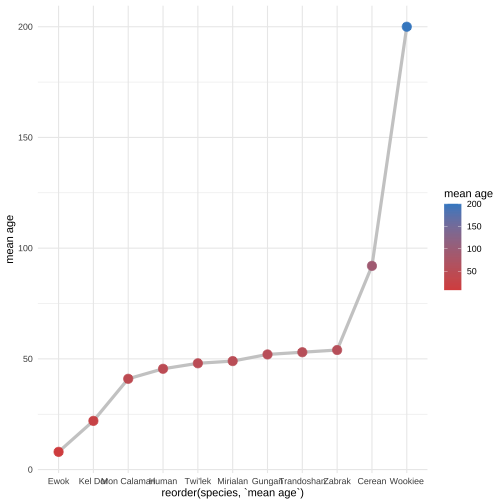 200
150
100
50
0
mean age
Ewok Kel Dor Mon Calamari Human Twi'lek Mirialan Gungan Trandoshan Zabrak Cerean Wookiee
reorder(species, `mean age`)
mean age
200
150
100
50